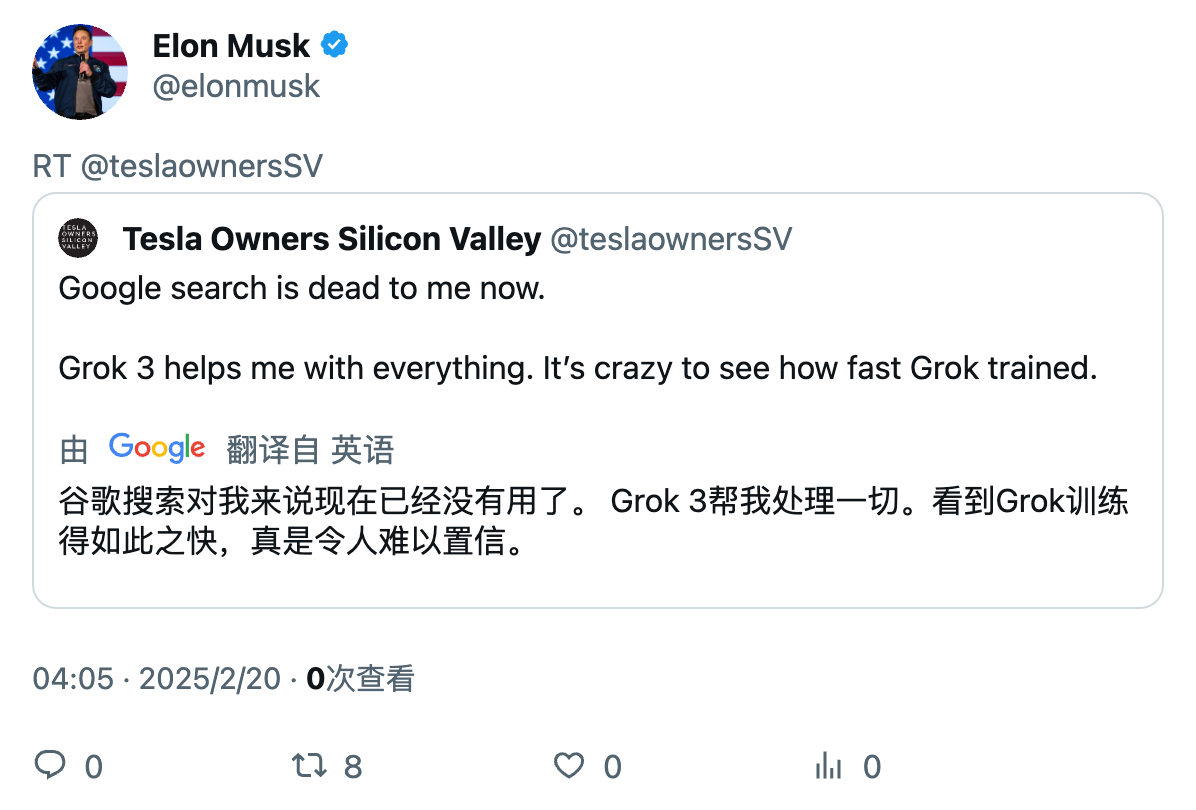 Elon Musk
@elonmusk
RT @teslaownersSV
TESLA
OWNERS
SILICON
VALLEY
Tesla Owners Silicon Valley @teslaownersSV
Google search is dead to me now.
Grok 3 helps me with everything. It’s crazy to see how fast Grok trained.
由 Google 翻译自 英语
谷歌搜索对我来说现在已经没有用了。 Grok 3帮我处理一切。看到Grok训练
得如此之快，真是令人难以置信。
04:05 · 2025/2/20 · 0次查看
0 8 0 0